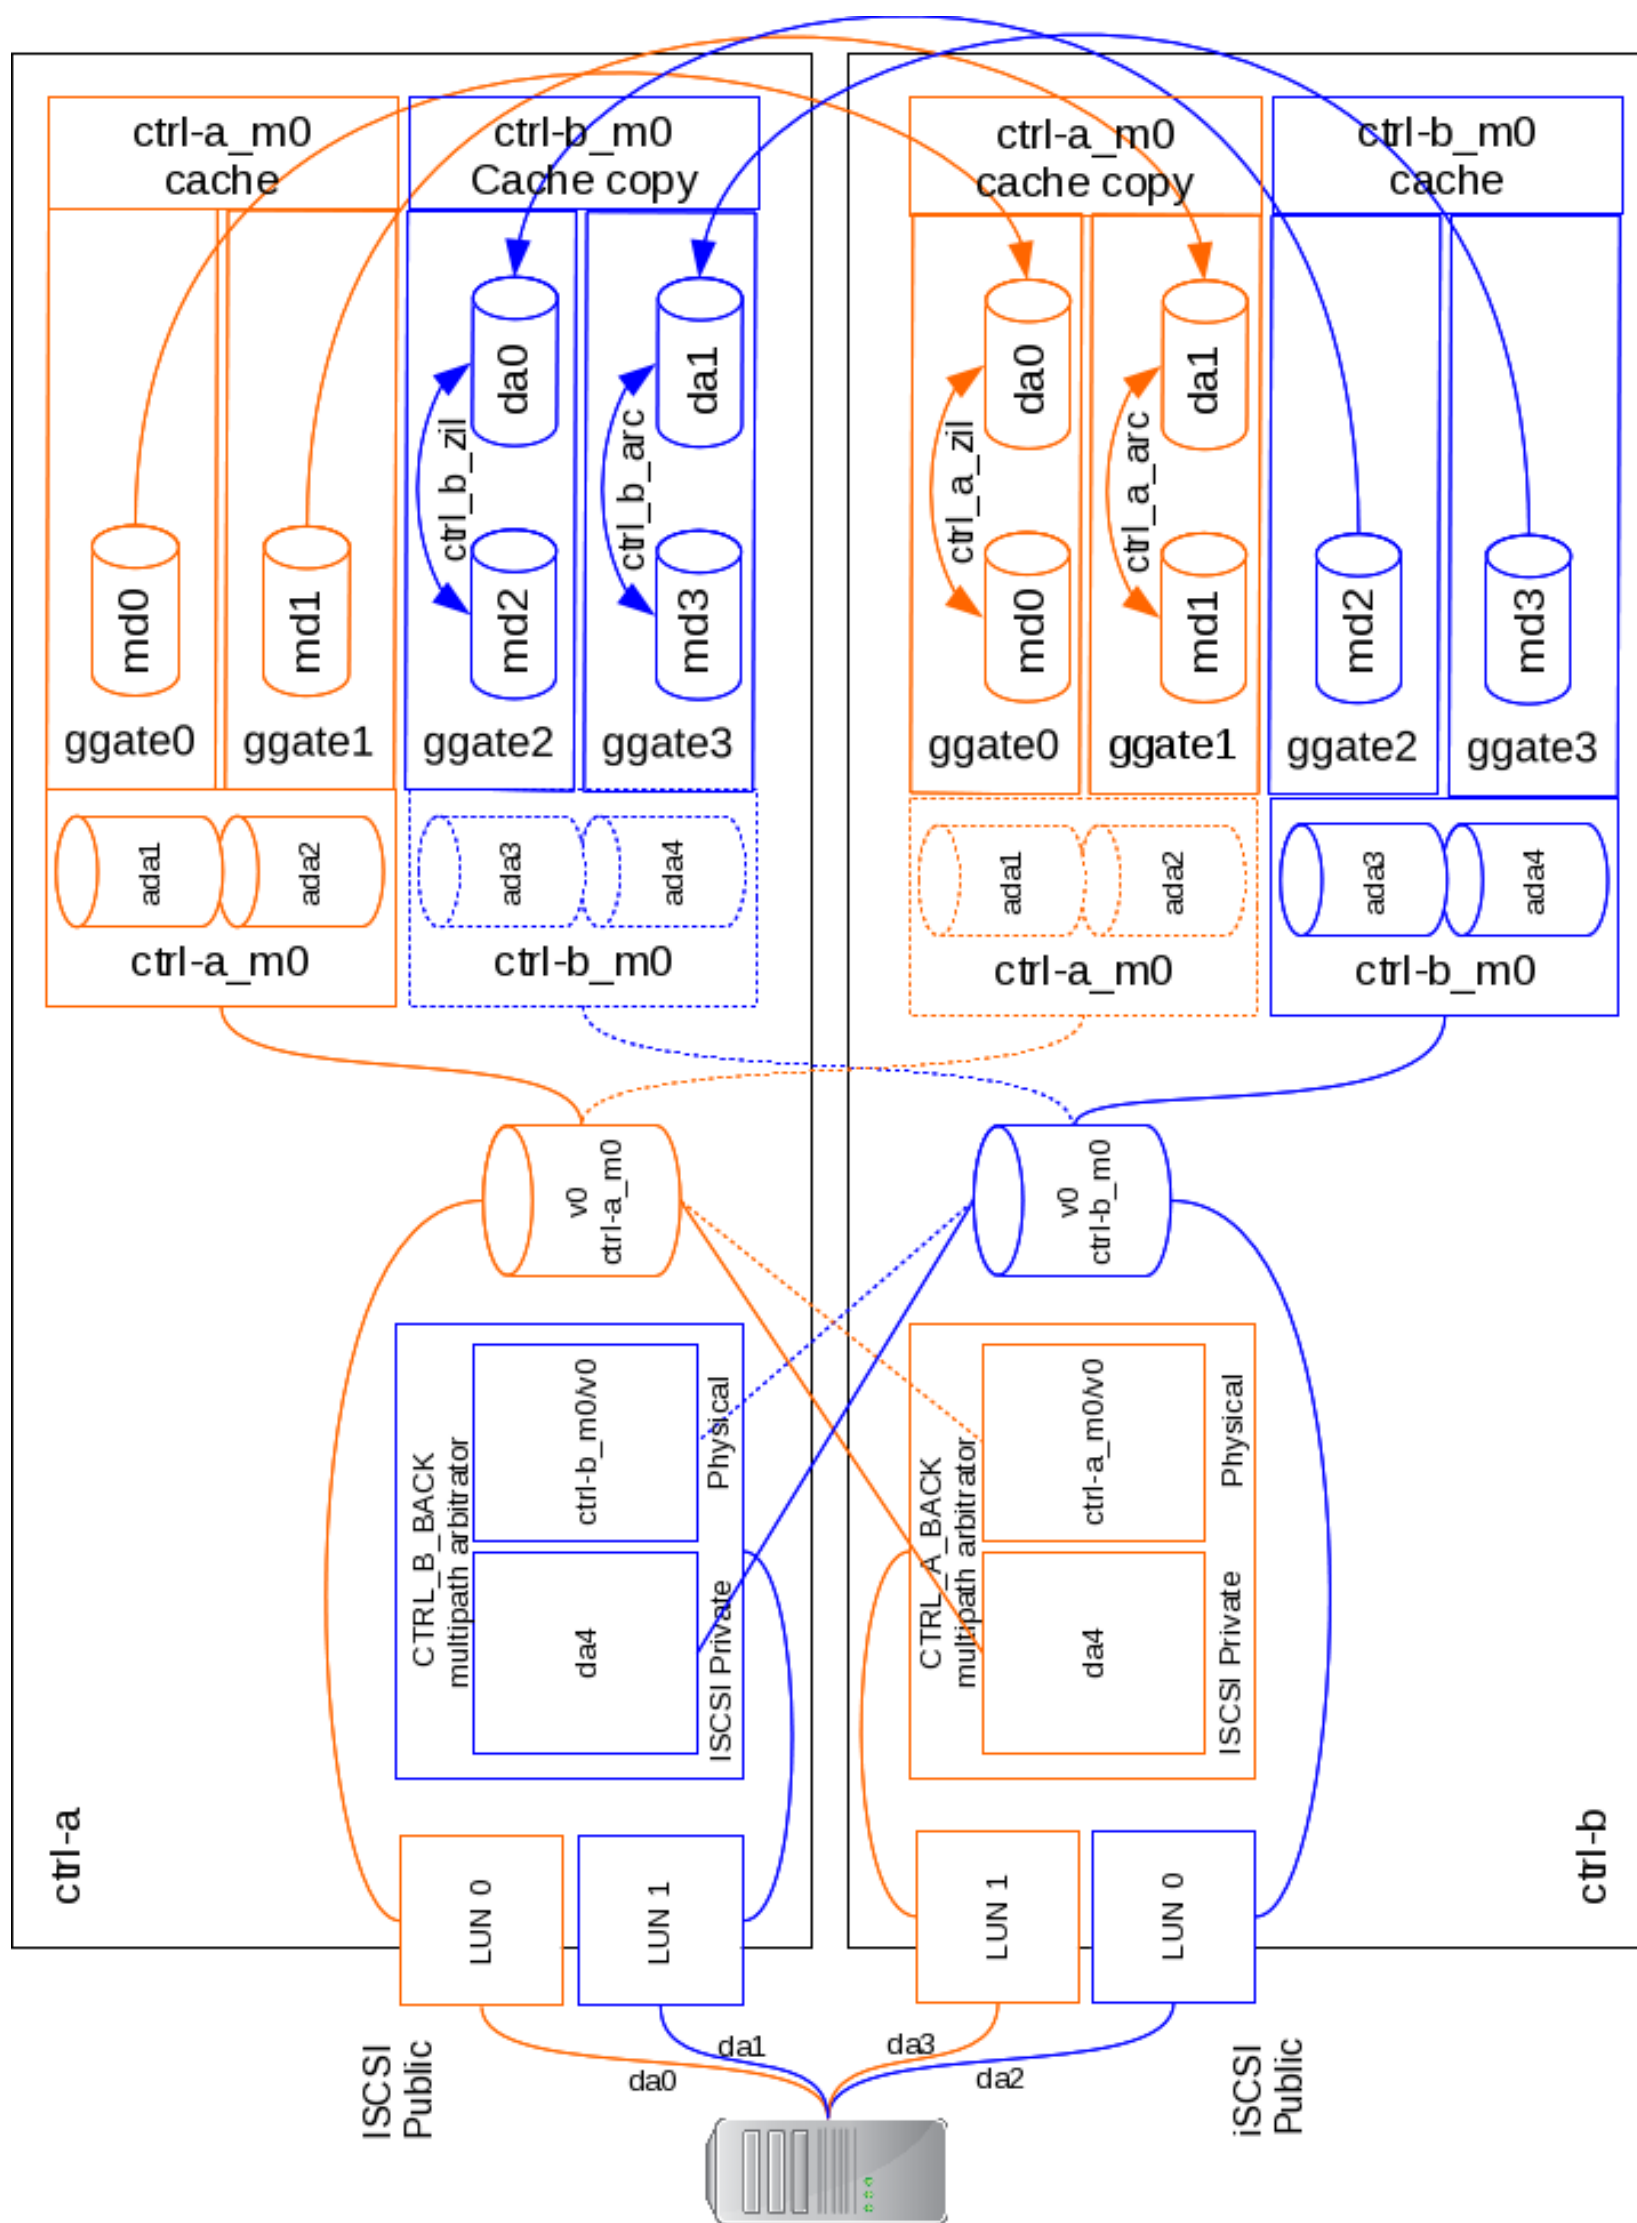 ctrl-a_m0
cache
ctrl-b_m0
Cache copy
ctrl-a_m0
cache copy
ctrl-b_m0
cache
da0
da1
da0
da1
ctrl_b_zil
ctrl_b_arc
ctrl_a_zil
ctrl_a_arc
md0
md1
md2
md3
md0
md1
md2
md3
ggate0
ggate1
ggate2
ggate3
ggate0
ggate1
ggate2
ggate3
ada1
ada2
ada3
ada4
ada1
ada2
ada3
ada4
ctrl-a_m0
ctrl-b_m0
ctrl-a_m0
ctrl-b_m0
v0
ctrl-a_m0
v0
ctrl-b_m0
CTRL_B_BACK
multipath arbitrator
ctrl-b_m0/v0
Physical
da4
ISCSI Private
CTRL_A_BACK
multipath arbitrator
ctrl-a_m0/v0
Physical
da4
ISCSI Private
ctrl-a
ctrl-b
LUN 0
LUN 1
LUN 1
LUN 0
ISCSI
Public
da0
da1
da3
da2
iSCSI
Public